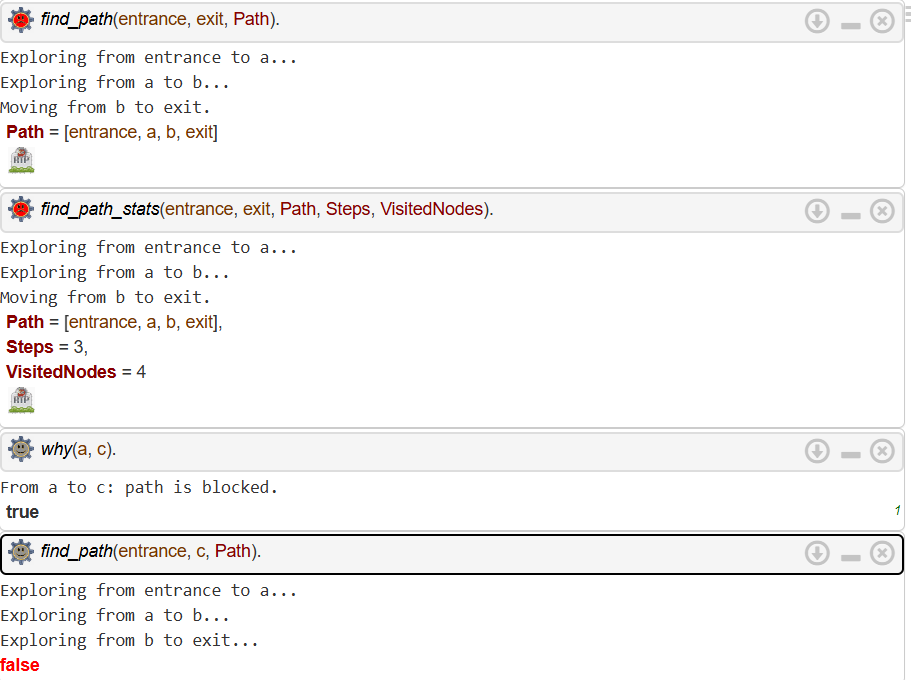 find_path(entrance, exit, Path).
Exploring from entrance to a...
Exploring from a to b...
Moving from b to exit.
Path = [entrance, a, b, exit]
RIP
find_path_stats(entrance, exit, Path, Steps, VisitedNodes).
Exploring from entrance to a...
Exploring from a to b...
Moving from b to exit.
Path = [entrance, a, b, exit],
Steps = 3,
VisitedNodes = 4
RIP
why(a, c).
From a to c: path is blocked.
true 1
find_path(entrance, c, Path).
Exploring from entrance to a...
Exploring from a to b...
Exploring from b to exit...
false